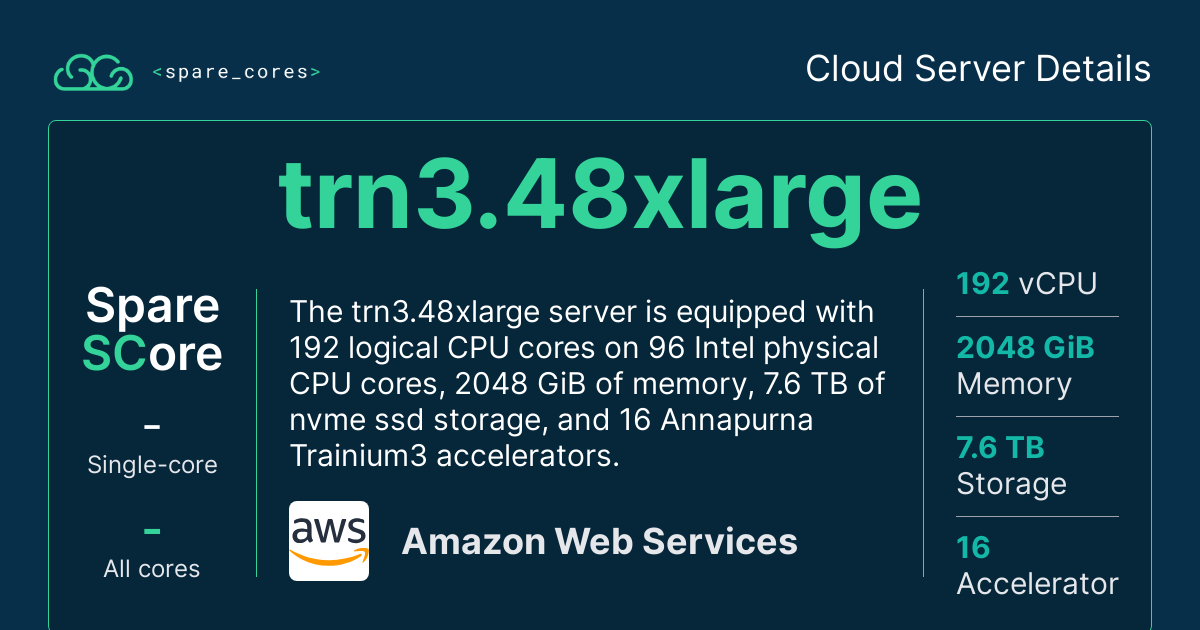 <spare_cores>
Cloud Server Details
trn3.48xlarge
Spare
SCore
-
Single-core
-
All cores
The trn3.48xlarge server is equipped with
192 logical CPU cores on 96 Intel physical
CPU cores, 2048 GiB of memory, 7.6 TB of
nvme ssd storage, and 16 Annapurna
Trainium3 accelerators.
aws
Amazon Web Services
192 vCPU
2048 GiB
Memory
7.6 TB
Storage
16
Accelerator